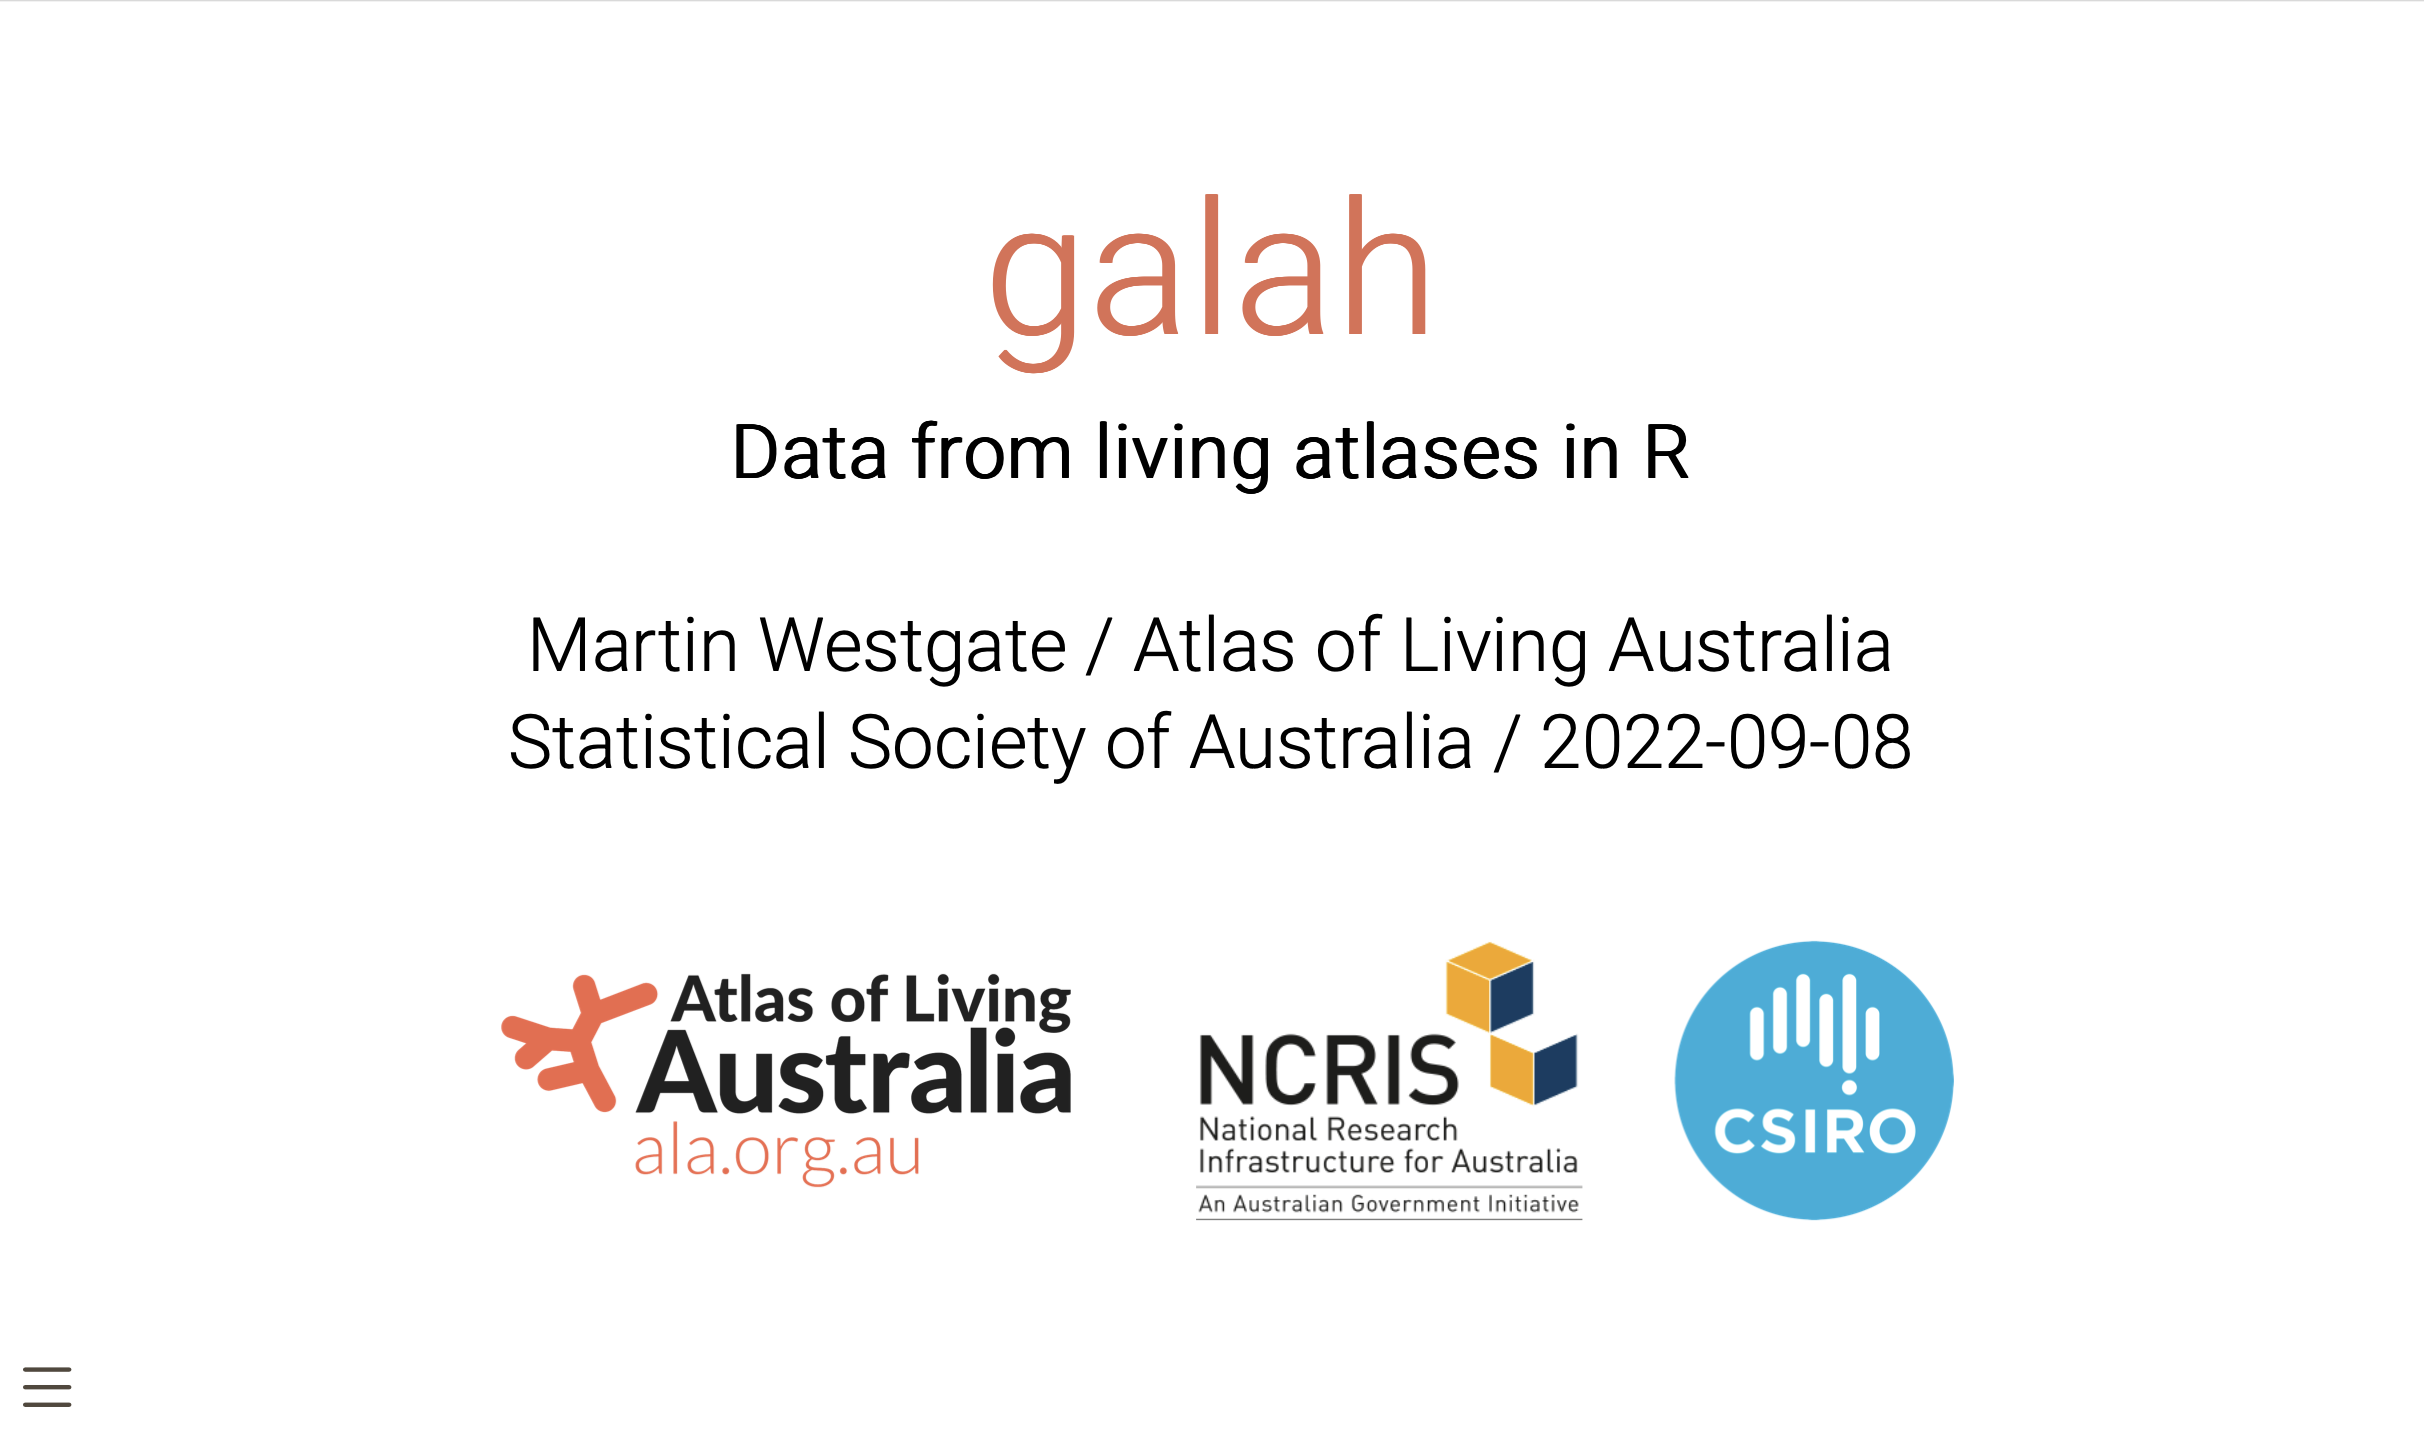 galah
Data from living atlases in R
Martin Westgate / Atlas of Living Australia
Statistical Society of Australia / 2022-09-08
Atlas of Living
Australia
ala.org.au
NCRIS
National Research
Infrastructure for Australia
An Australian Government Initiative
CSIRO